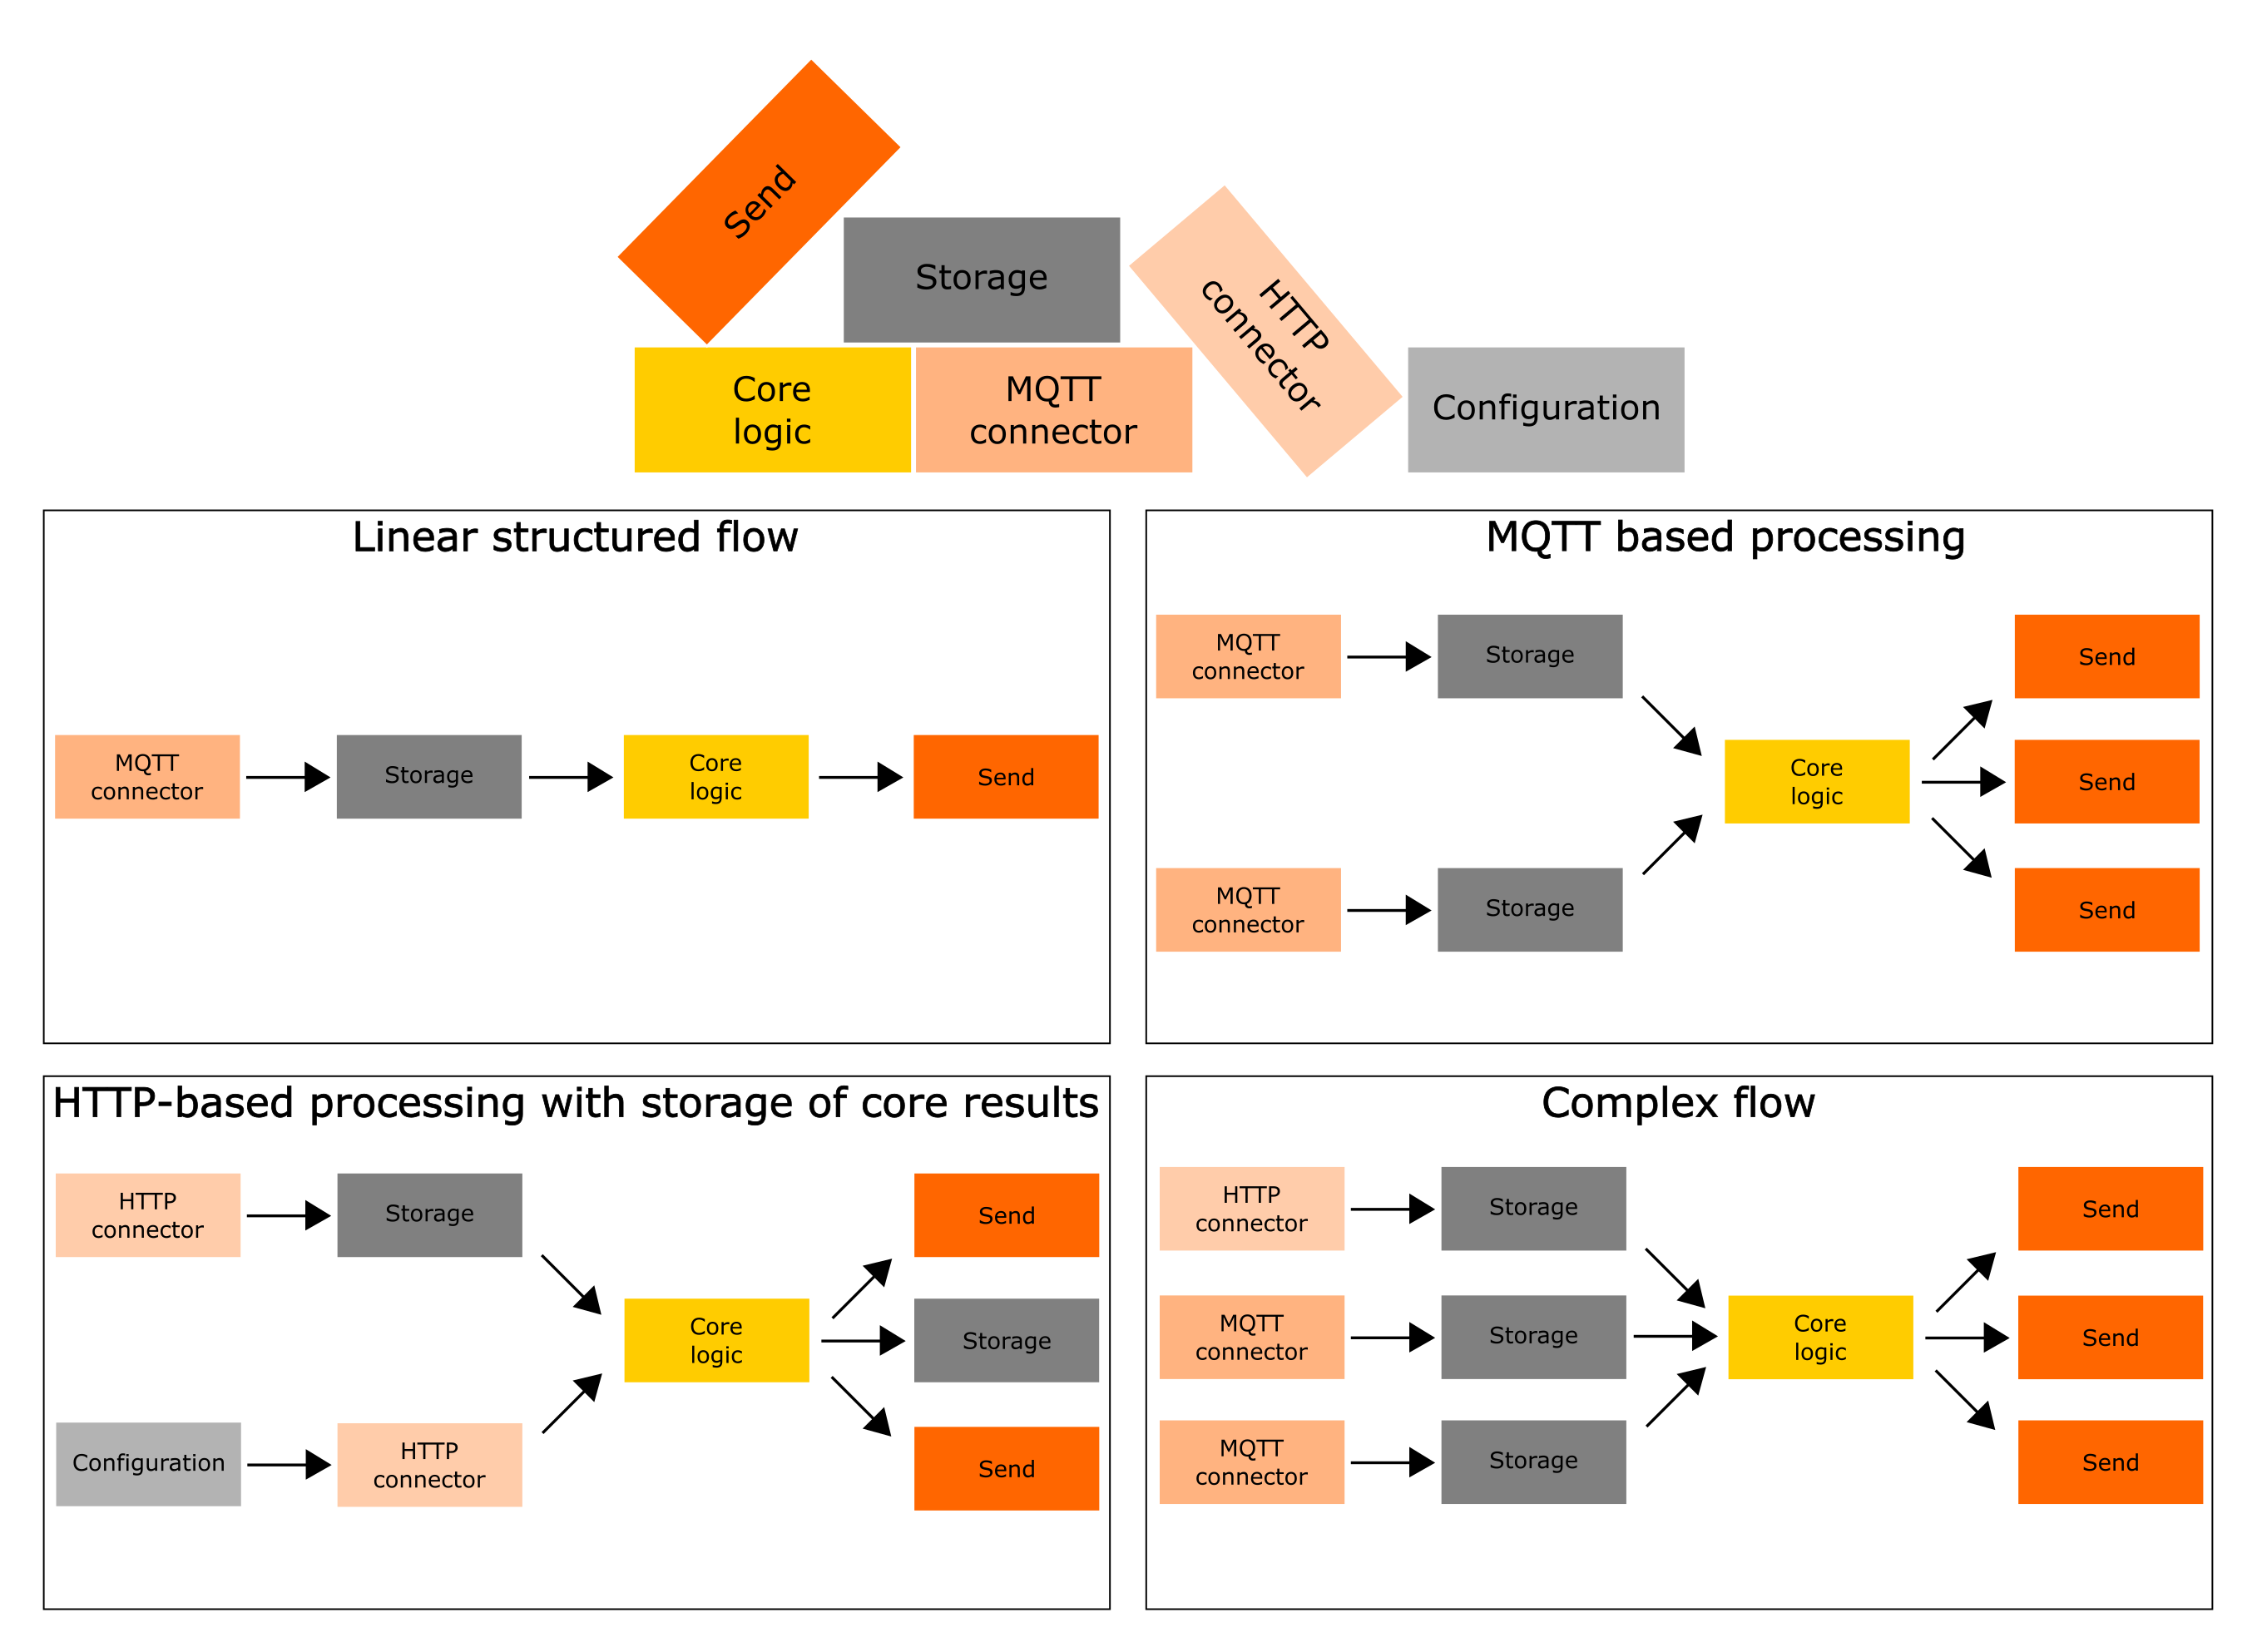 Send
Storage
HTTP
connector
Core
logic
MQTT
connector
Configuration
Linear structured flow
MQTT
connector
Storage
Core
logic
Send
MQTT based processing
MQTT
connector
Storage
Send
Core
logic
Send
MQTT
connector
Storage
Send
HTTP-based processing with storage of core results
HTTP
connector
Storage
Send
Core
logic
Storage
Configuration
HTTP
connector
Send
Complex flow
HTTP
connector
Storage
Send
MQTT
connector
Storage
Core
logic
Send
MQTT
connector
Storage
Send